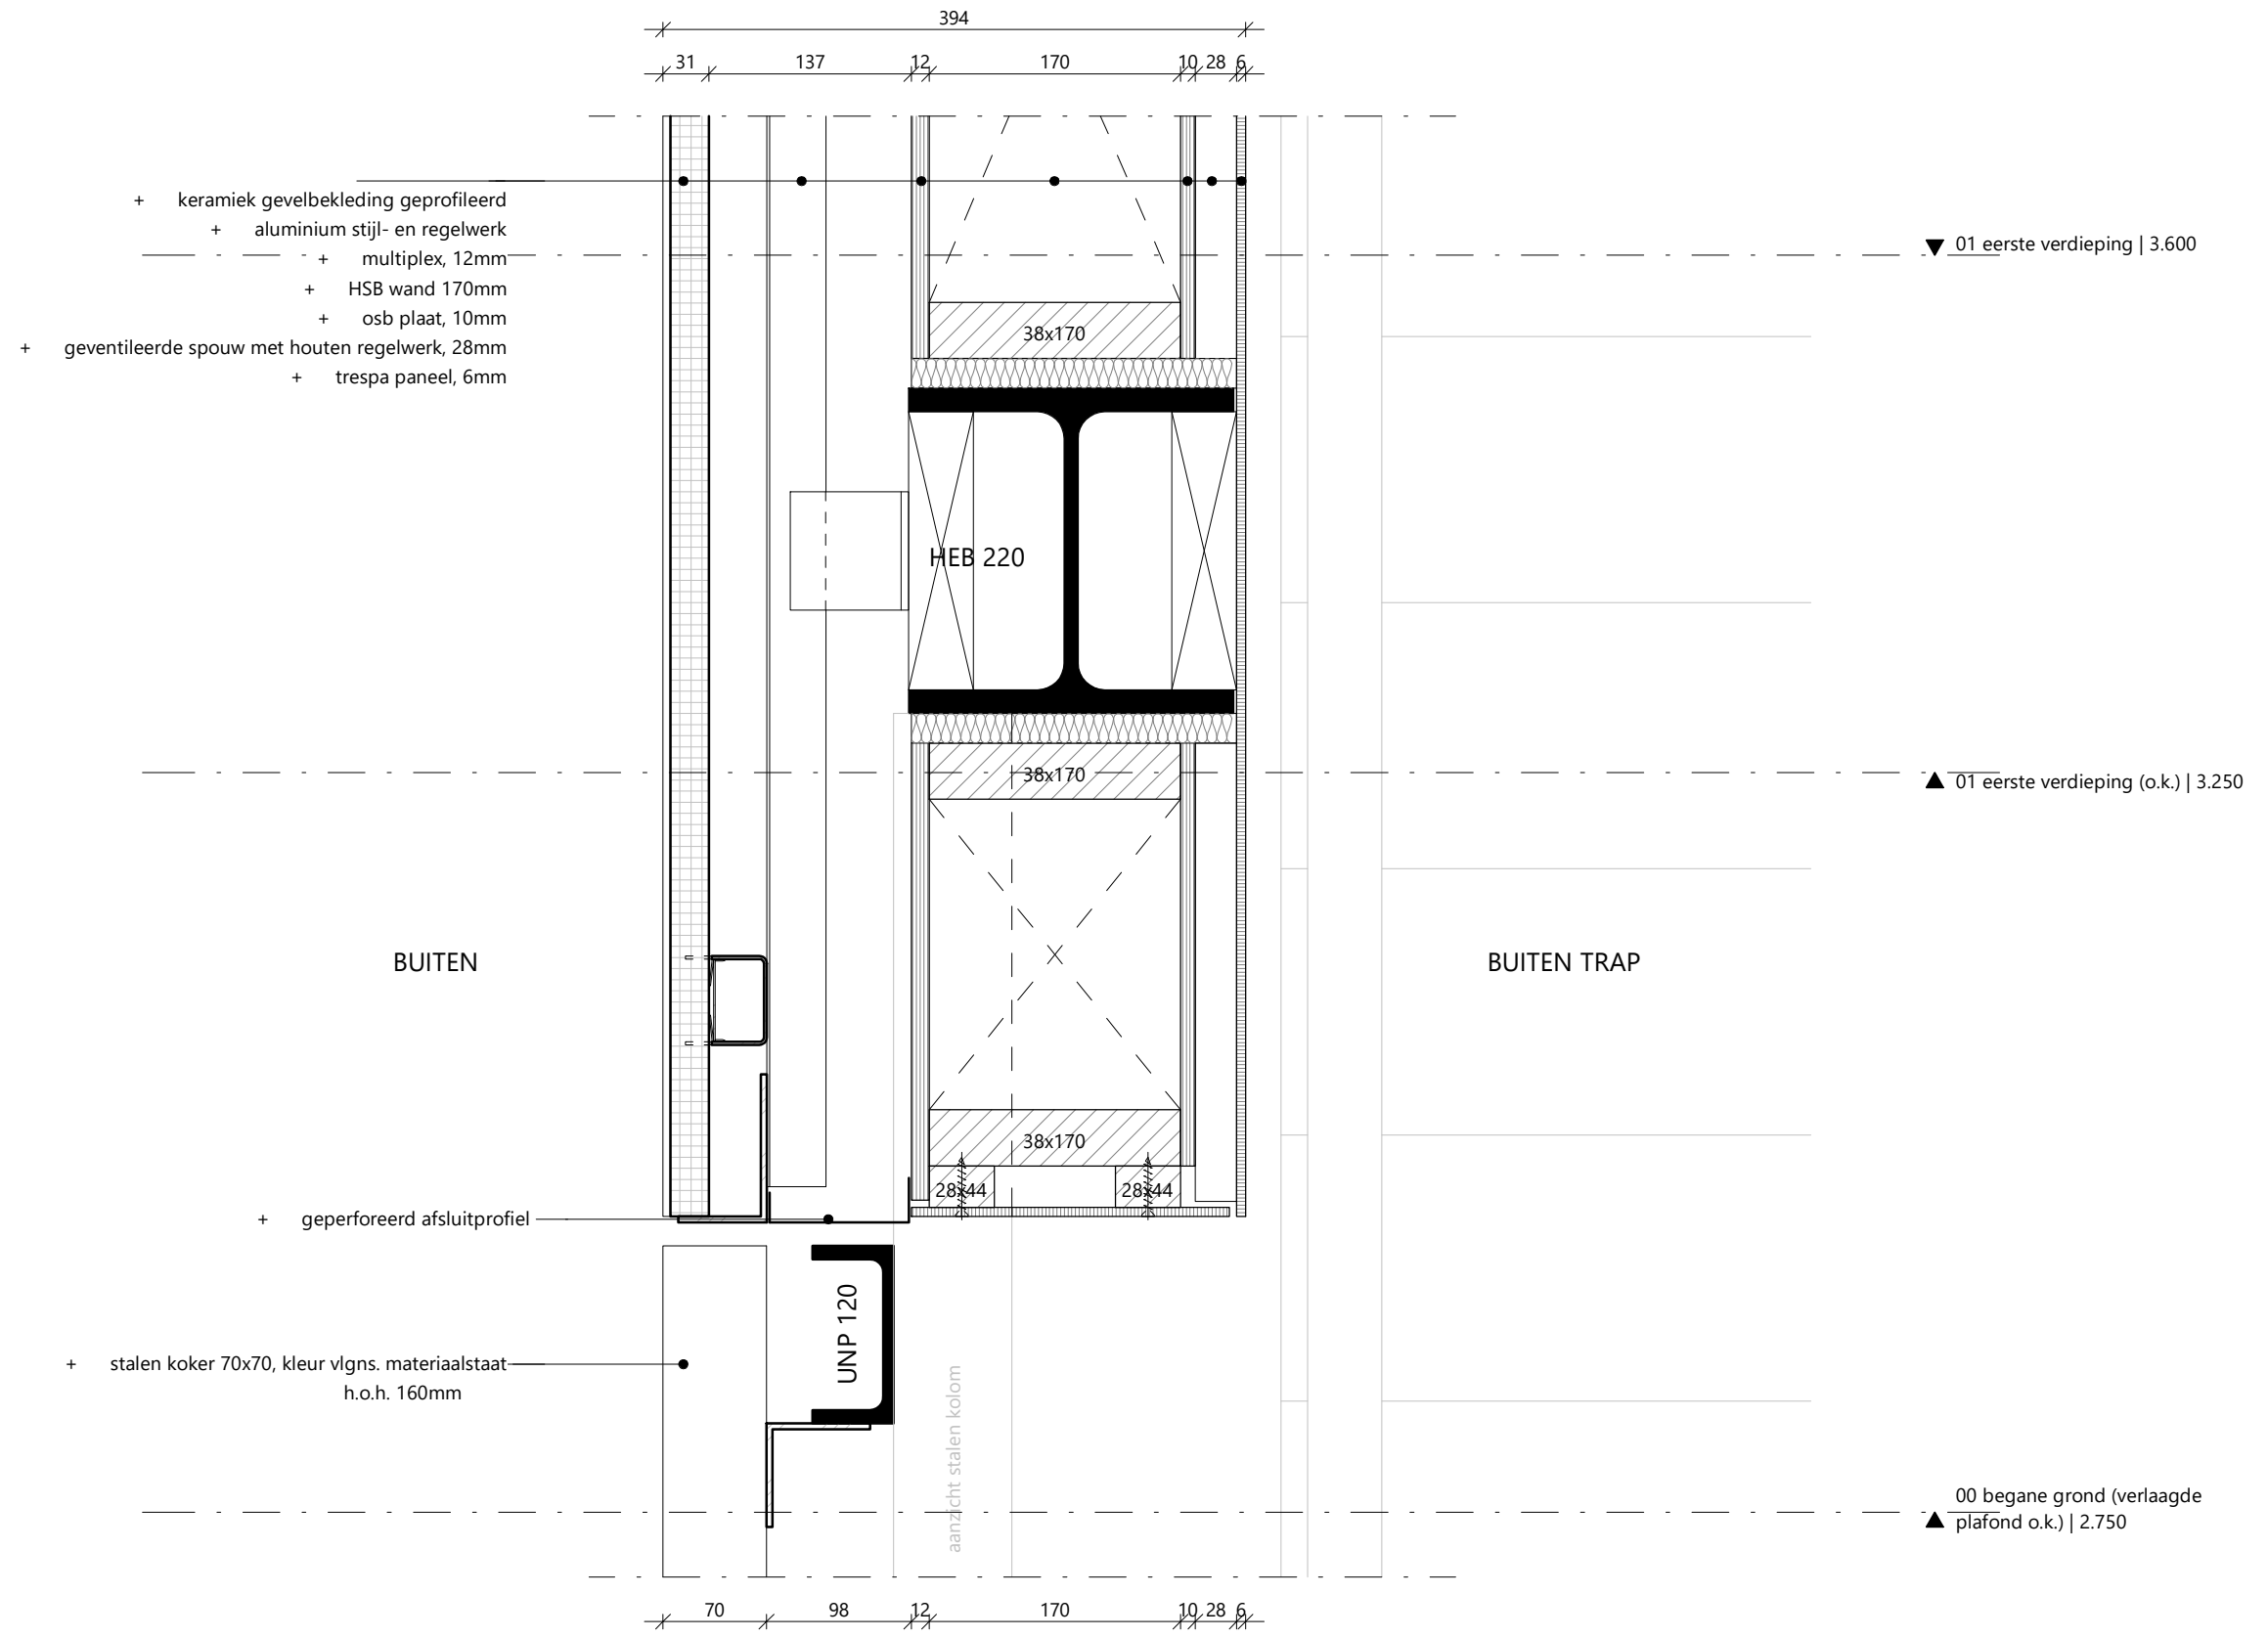 394
31 137 12 170 10 28 6
+ keramiek gevelbekleding geprofileerd
+ aluminium stijl- en regelwerk
+ multiplex, 12mm
+ HSB wand 170mm
+ osb plaat, 10mm
+ geventileerde spouw met houten regelwerk, 28mm
+ trespa paneel, 6mm
01 eerste verdieping | 3.600
38x170
HEB 220
38x170
01 eerste verdieping (o.k.) | 3.250
BUITEN
BUITEN TRAP
38x170
28x44
28x44
+ geperforeerd afsluitprofiel
UNP 120
+ stalen koker 70x70, kleur vlgns. materiaalstaat
h.o.h. 160mm
aanzicht stalen kolom
00 begane grond (verlaagde
plafond o.k.) | 2.750
70 98 12 170 10 28 6